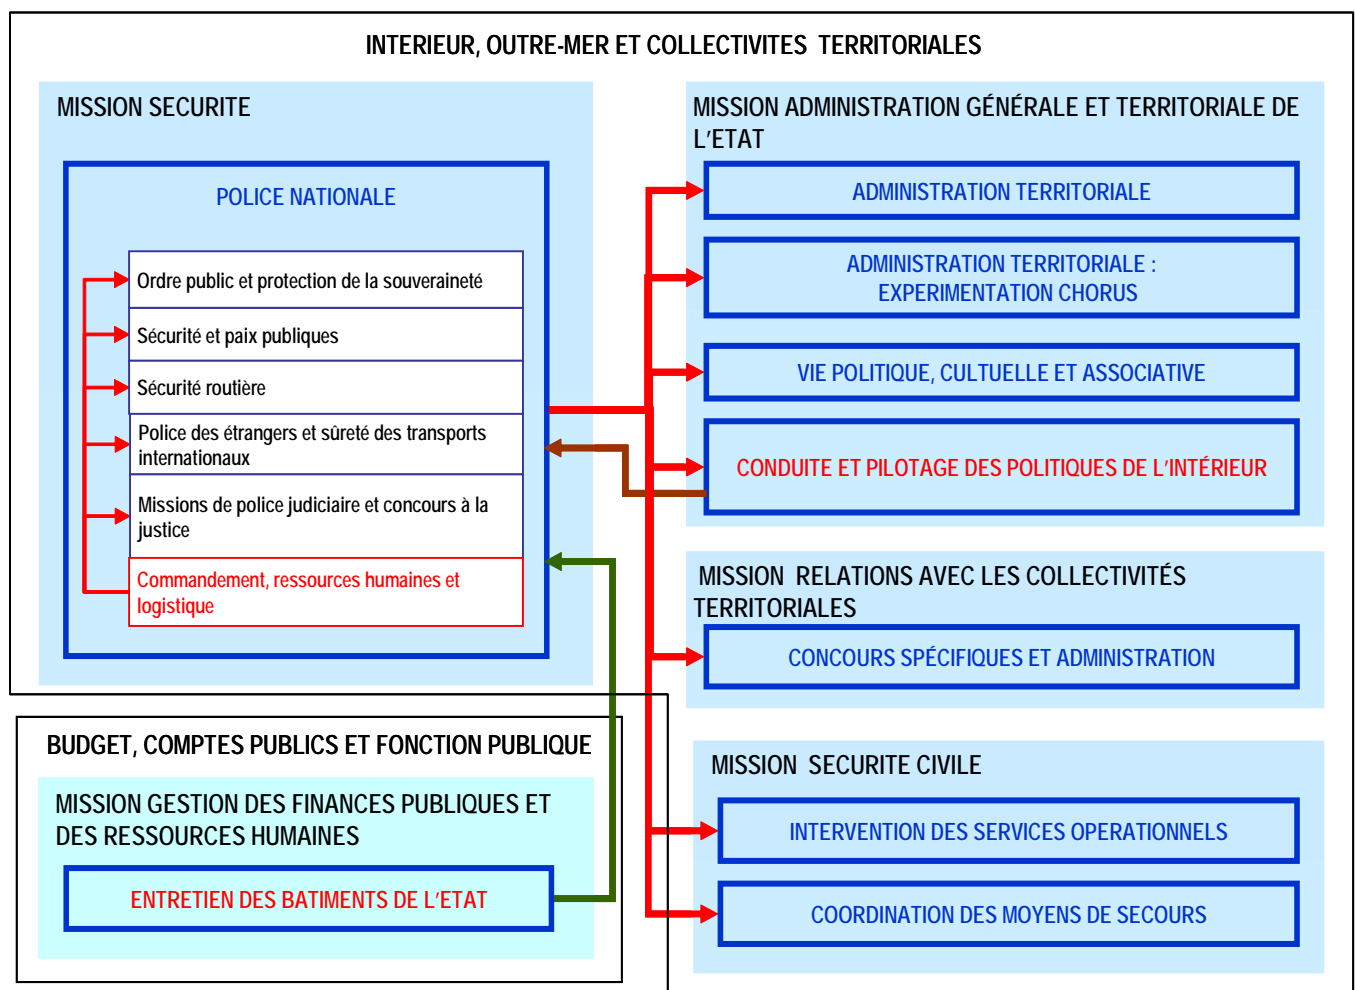 INTERIEUR, OUTRE-MER ET COLLECTIVITES TERRITORIALES
MISSION SECURITE
POLICE NATIONALE
Ordre public et protection de la souveraineté
Sécurité et paix publiques
Sécurité routière
Police des étrangers et sûreté des transports
internationaux
Missions de police judiciaire et concours à la
justice
Commandement, ressources humaines et
logistique
MISSION ADMINISTRATION GÉNÉRALE ET TERRITORIALE DE
L'ETAT
ADMINISTRATION TERRITORIALE
ADMINISTRATION TERRITORIALE :
EXPERIMENTATION CHORUS
VIE POLITIQUE, CULTUELLE ET ASSOCIATIVE
CONDUITE ET PILOTAGE DES POLITIQUES DE L'INTÉRIEUR
MISSION RELATIONS AVEC LES COLLECTIVITÉS
TERRITORIALES
CONCOURS SPÉCIFIQUES ET ADMINISTRATION
MISSION SECURITE CIVILE
INTERVENTION DES SERVICES OPERATIONNELS
COORDINATION DES MOYENS DE SECOURS
BUDGET, COMPTES PUBLICS ET FONCTION PUBLIQUE
MISSION GESTION DES FINANCES PUBLIQUES ET
DES RESSOURCES HUMAINES
ENTRETIEN DES BATIMENTS DE L'ETAT